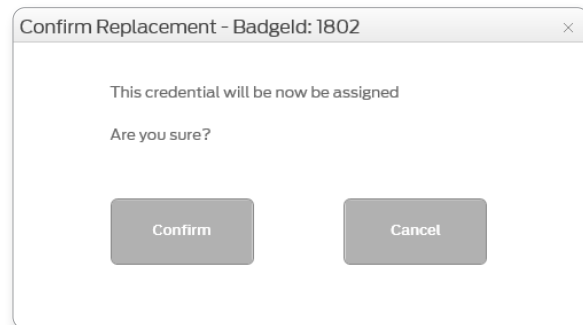 Confirm Replacement - BadgeId: 1802
This credential will be now be assigned
Are you sure?
Confirm
Cancel